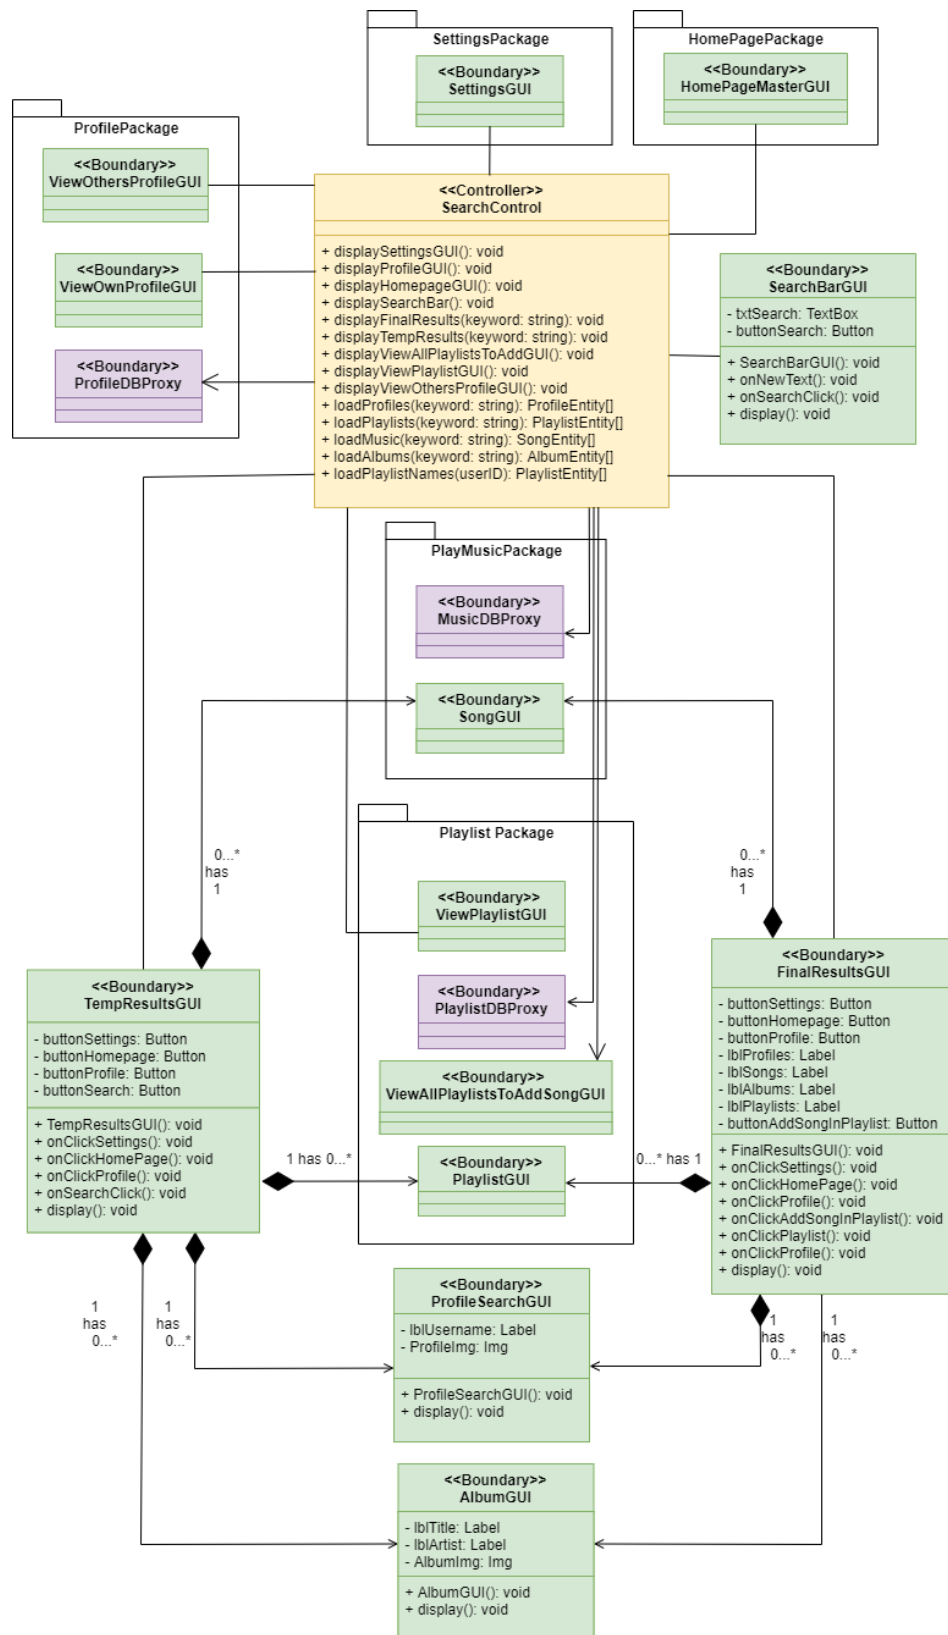 SettingsPackage
<<Boundary>>
SettingsGUI
HomePagePackage
<<Boundary>>
HomePageMasterGUI
ProfilePackage
<<Boundary>>
ViewOthersProfileGUI
<<Boundary>>
ViewOwnProfileGUI
<<Boundary>>
ProfileDBProxy
<<Controller>>
SearchControl
+ displaySettingsGUI(): void
+ displayProfileGUI(): void
+ displayHomepageGUI(): void
+ displaySearchBar(): void
+ displayFinalResults(keyword: string): void
+ displayTempResults(keyword: string): void
+ displayViewAllPlaylistsToAddGUI(): void
+ displayViewPlaylistGUI(): void
+ displayViewOthersProfileGUI(): void
+ loadProfiles(keyword: string): ProfileEntity[]
+ loadPlaylists(keyword: string): PlaylistEntity[]
+ loadMusic(keyword: string): SongEntity[]
+ loadAlbums(keyword: string): AlbumEntity[]
+ loadPlaylistNames(userID): PlaylistEntity[]
<<Boundary>>
SearchBarGUI
- txtSearch: TextBox
- buttonSearch: Button
+ SearchBarGUI(): void
+ onNewText(): void
+ onSearchClick(): void
+ display(): void
PlayMusicPackage
<<Boundary>>
MusicDBProxy
<<Boundary>>
SongGUI
Playlist Package
<<Boundary>>
ViewPlaylistGUI
<<Boundary>>
PlaylistDBProxy
<<Boundary>>
ViewAllPlaylistsToAddSongGUI
<<Boundary>>
PlaylistGUI
0...*
has
1
0...*
has
1
<<Boundary>>
TempResultsGUI
- buttonSettings: Button
- buttonHomepage: Button
- buttonProfile: Button
- buttonSearch: Button
+ TempResultsGUI(): void
+ onClickSettings(): void
+ onClickHomePage(): void
+ onClickProfile(): void
+ onSearchClick(): void
+ display(): void
1 has 0...*
0...* has 1
<<Boundary>>
FinalResultsGUI
- buttonSettings: Button
- buttonHomepage: Button
- buttonProfile: Button
- lblProfiles: Label
- lblSongs: Label
- lblAlbums: Label
- lblPlaylists: Label
- buttonAddSongInPlaylist: Button
+ FinalResultsGUI(): void
+ onClickSettings(): void
+ onClickHomePage(): void
+ onClickProfile(): void
+ onClickAddSongInPlaylist(): void
+ onClickPlaylist(): void
+ onClickProfile(): void
+ display(): void
1
has
0...*
1
has
0...*
<<Boundary>>
ProfileSearchGUI
- lblUsername: Label
- ProfileImg: Img
+ ProfileSearchGUI(): void
+ display(): void
1
has
0...*
1
has
0...*
<<Boundary>>
AlbumGUI
- lblTitle: Label
- lblArtist: Label
- AlbumImg: Img
+ AlbumGUI(): void
+ display(): void